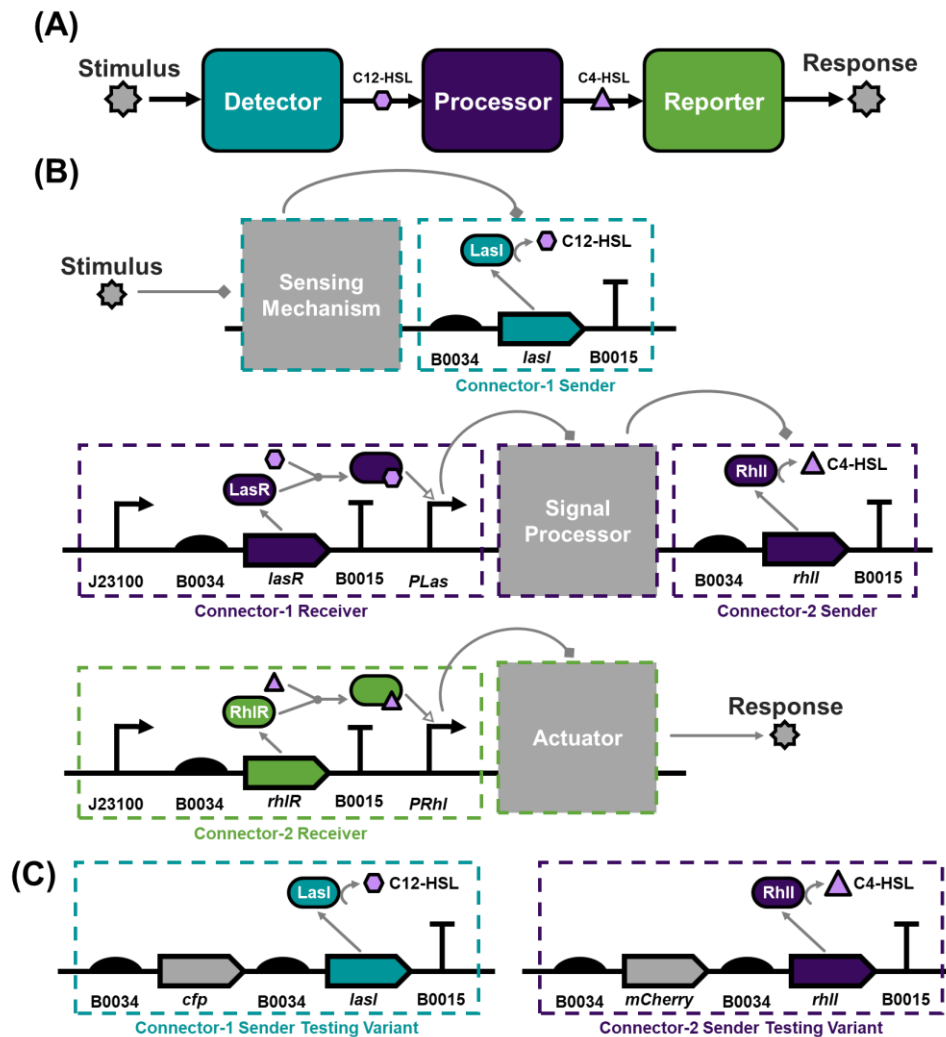 (A)
Stimulus
Detector
C12-HSL
Processor
C4-HSL
Reporter
Response
(B)
Stimulus
Sensing
Mechanism
LasI
C12-HSL
B0034
lasI
B0015
Connector-1 Sender
LasR
J23100
B0034
lasR
B0015
PLas
Connector-1 Receiver
Signal
Processor
RhlI
C4-HSL
B0034
rhlI
B0015
Connector-2 Sender
RhlR
J23100
B0034
rhlR
B0015
PRhl
Connector-2 Receiver
Actuator
Response
(C)
LasI
C12-HSL
B0034
cfp
B0034
lasI
B0015
Connector-1 Sender Testing Variant
RhlI
C4-HSL
B0034
mCherry
B0034
rhlI
B0015
Connector-2 Sender Testing Variant